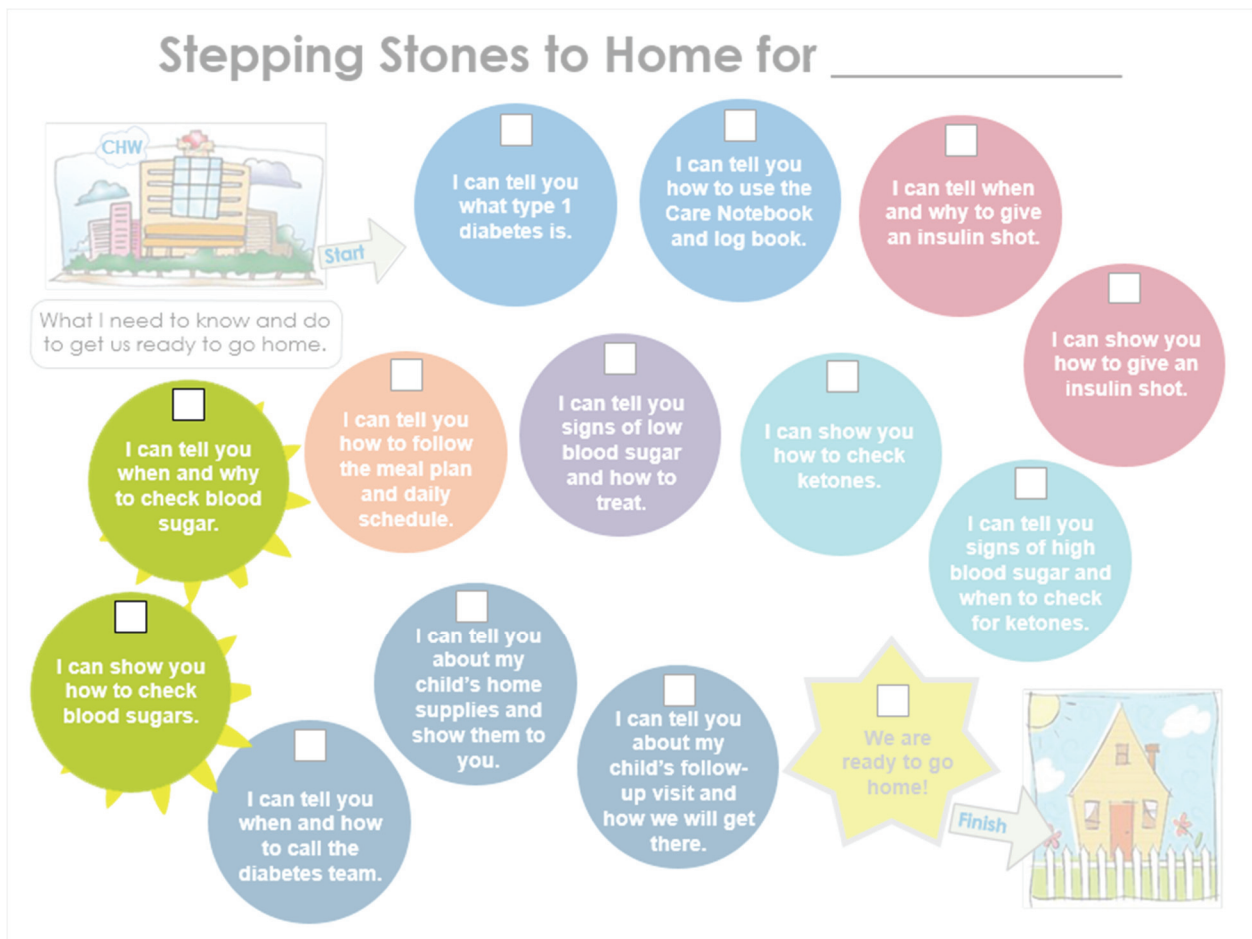 Stepping Stones to Home for ____________
CHW
Start
What I need to know and do
to get us ready to go home.
I can tell you
what type 1
diabetes is.
I can tell you
how to use the
Care Notebook
and log book.
I can tell when
and why to give
an insulin shot.
I can show you
how to give an
insulin shot.
I can tell you
signs of high
blood sugar and
when to check
for ketones.
I can show you
how to check
ketones.
I can tell you
signs of low
blood sugar
and how to
treat.
I can tell you
how to follow
the meal plan
and daily
schedule.
I can tell you
when and why
to check blood
sugar.
I can show you
how to check
blood sugars.
I can tell you
when and how
to call the
diabetes team.
I can tell you
about my
child's home
supplies and
show them to
you.
I can tell you
about my
child's follow-
up visit and
how we will get
there.
We are
ready to go
home!
Finish